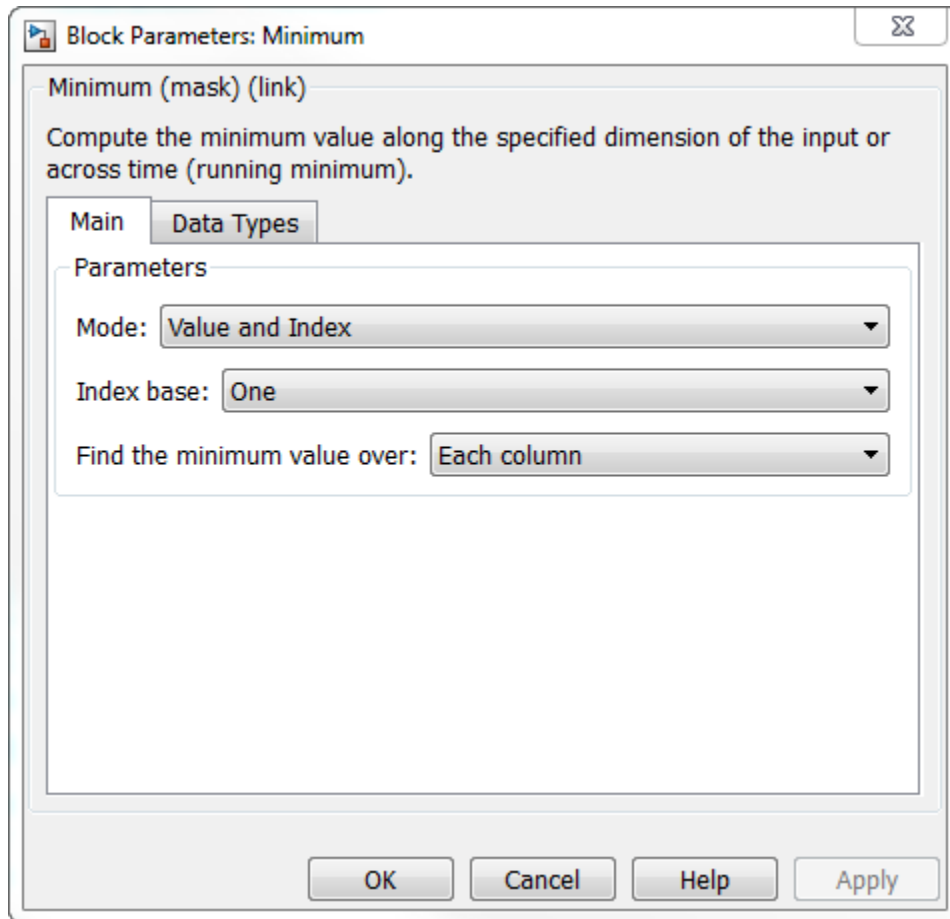 Block Parameters: Minimum
Minimum (mask) (link)
Compute the minimum value along the specified dimension of the input or
across time (running minimum).
Main Data Types
Parameters
Mode: Value and Index
Index base: One
Find the minimum value over: Each column
OK Cancel Help Apply